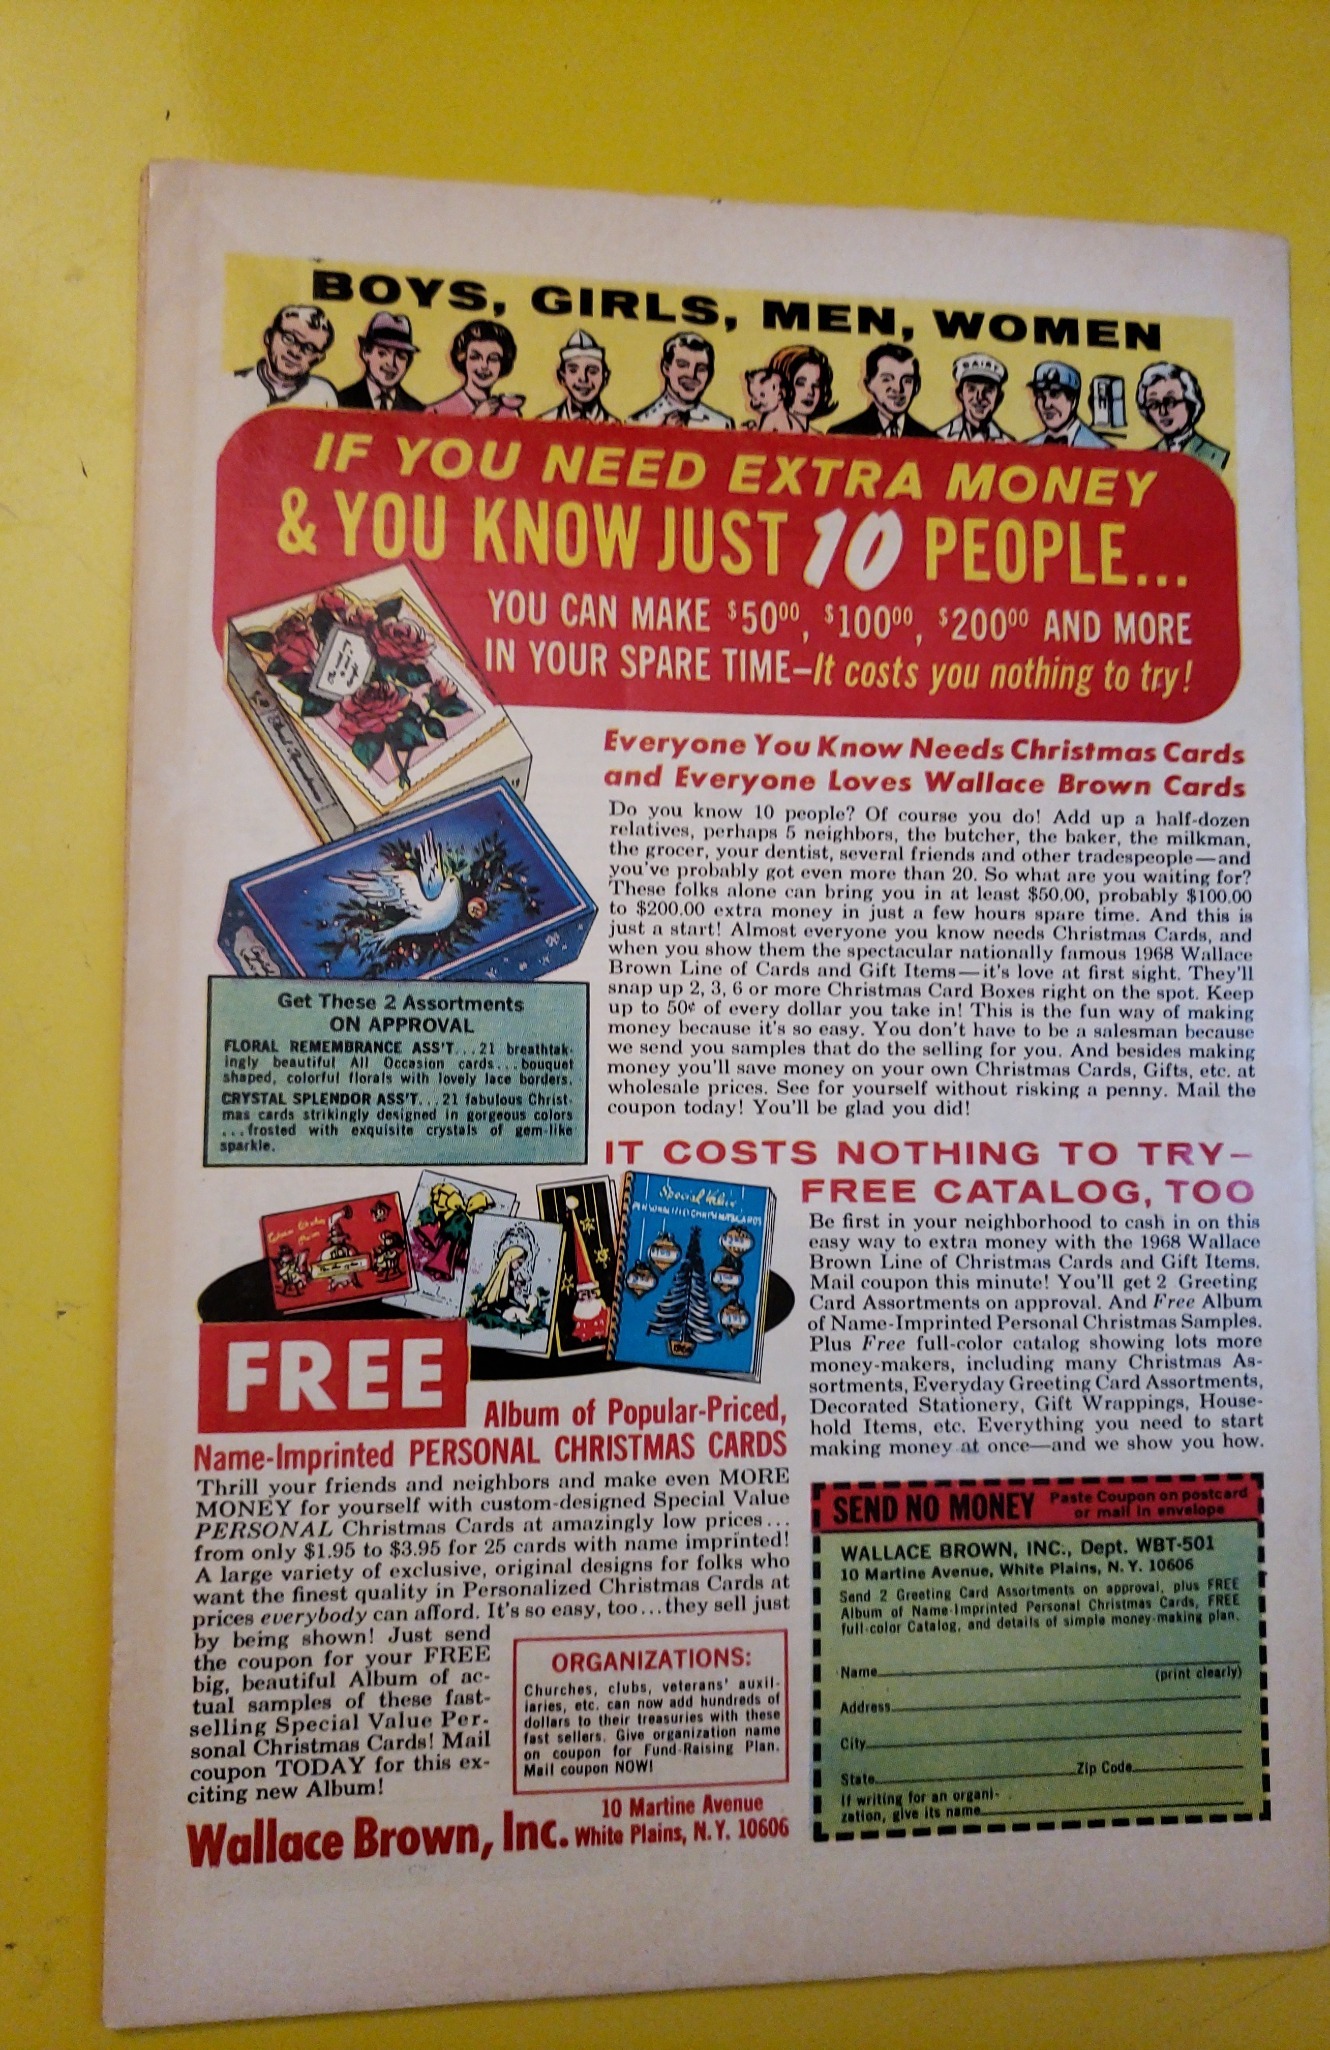 BOYS, GIRLS, MEN, WOMEN
DAIRY
IF YOU NEED EXTRA MONEY
& YOU KNOW JUST 10 PEOPLE...
YOU CAN MAKE $50⁰⁰, $100⁰⁰, $200⁰⁰ AND MORE
IN YOUR SPARE TIME—It costs you nothing to try!
Everyone You Know Needs Christmas Cards
and Everyone Loves Wallace Brown Cards
Do you know 10 people? Of course you do! Add up a half-dozen
relatives, perhaps 5 neighbors, the butcher, the baker, the milkman,
the grocer, your dentist, several friends and other tradespeople—and
you've probably got even more than 20. So what are you waiting for?
These folks alone can bring you in at least $50.00, probably $100.00
to $200.00 extra money in just a few hours spare time. And this is
just a start! Almost everyone you know needs Christmas Cards, and
when you show them the spectacular nationally famous 1968 Wallace
Brown Line of Cards and Gift Items—it's love at first sight. They'll
snap up 2, 3, 6 or more Christmas Card Boxes right on the spot. Keep
up to 50¢ of every dollar you take in! This is the fun way of making
money because it's so easy. You don't have to be a salesman because
we send you samples that do the selling for you. And besides making
money you'll save money on your own Christmas Cards, Gifts, etc. at
wholesale prices. See for yourself without risking a penny. Mail the
coupon today! You'll be glad you did!
Get These 2 Assortments
ON APPROVAL
FLORAL REMEMBRANCE ASS'T...21 breathtak-
ingly beautiful All Occasion cards...bouquet
shaped, colorful florals with lovely lace borders.
CRYSTAL SPLENDOR ASS'T...21 fabulous Christ-
mas cards strikingly designed in gorgeous colors
...frosted with exquisite crystals of gem-like
sparkle.
IT COSTS NOTHING TO TRY—
FREE CATALOG, TOO
Be first in your neighborhood to cash in on this
easy way to extra money with the 1968 Wallace
Brown Line of Christmas Cards and Gift Items.
Mail coupon this minute! You'll get 2 Greeting
Card Assortments on approval. And Free Album
of Name-Imprinted Personal Christmas Samples.
Plus Free full-color catalog showing lots more
money-makers, including many Christmas As-
sortments, Everyday Greeting Card Assortments,
Decorated Stationery, Gift Wrappings, House-
hold Items, etc. Everything you need to start
making money at once—and we show you how.
Special Value
PERSONALIZED CHRISTMAS CARDS
FREE
Album of Popular-Priced,
Name-Imprinted PERSONAL CHRISTMAS CARDS
Thrill your friends and neighbors and make even MORE
MONEY for yourself with custom-designed Special Value
PERSONAL Christmas Cards at amazingly low prices...
from only $1.95 to $3.95 for 25 cards with name imprinted!
A large variety of exclusive, original designs for folks who
want the finest quality in Personalized Christmas Cards at
prices everybody can afford. It's so easy, too...they sell just
by being shown! Just send
the coupon for your FREE
big, beautiful Album of ac-
tual samples of these fast-
selling Special Value Per-
sonal Christmas Cards! Mail
coupon TODAY for this ex-
citing new Album!
ORGANIZATIONS:
Churches, clubs, veterans' auxil-
iaries, etc. can now add hundreds of
dollars to their treasuries with these
fast sellers. Give organization name
on coupon for Fund-Raising Plan.
Mail coupon NOW!
Wallace Brown, Inc.
10 Martine Avenue
White Plains, N.Y. 10606
SEND NO MONEY
Paste Coupon on postcard
or mail in envelope
WALLACE BROWN, INC., Dept. WBT-501
10 Martine Avenue, White Plains, N. Y. 10606
Send 2 Greeting Card Assortments on approval, plus FREE
Album of Name-Imprinted Personal Christmas Cards, FREE
full-color Catalog, and details of simple money-making plan.
Name
(print clearly)
Address
City
State Zip Code
If writing for an organi-
zation, give its name